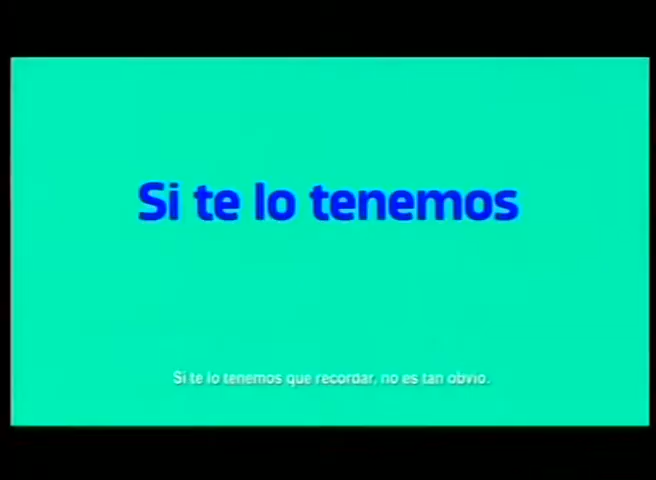 Si te lo tenemos
Si te lo tenemos que recordar, no es tan obvio.